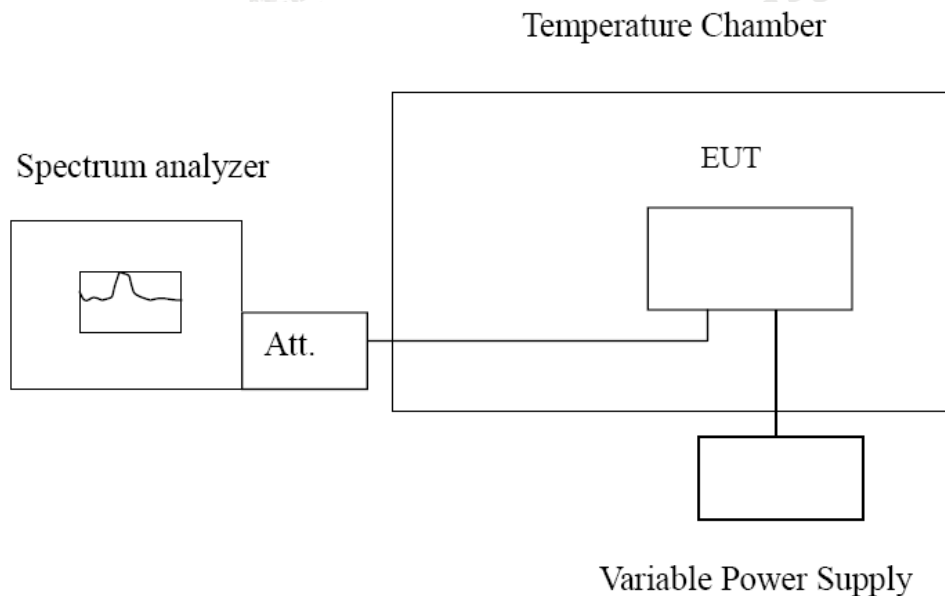 Temperature Chamber
EUT
Spectrum analyzer
Att.
Variable Power Supply